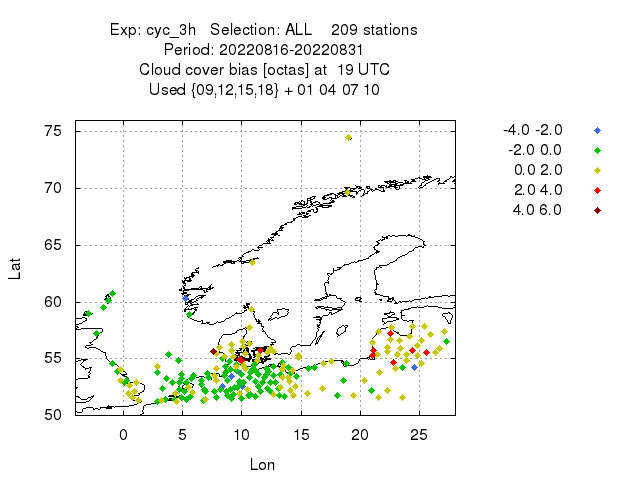 Exp: cyc_3h   Selection: ALL    209 stations
Period: 20220816-20220831
Cloud cover bias [octas] at  19 UTC
Used {09,12,15,18} + 01 04 07 10
75
70
65
60
55
50
0 5 10 15 20 25
Lat
Lon
-4.0 -2.0
-2.0 0.0
0.0 2.0
2.0 4.0
4.0 6.0